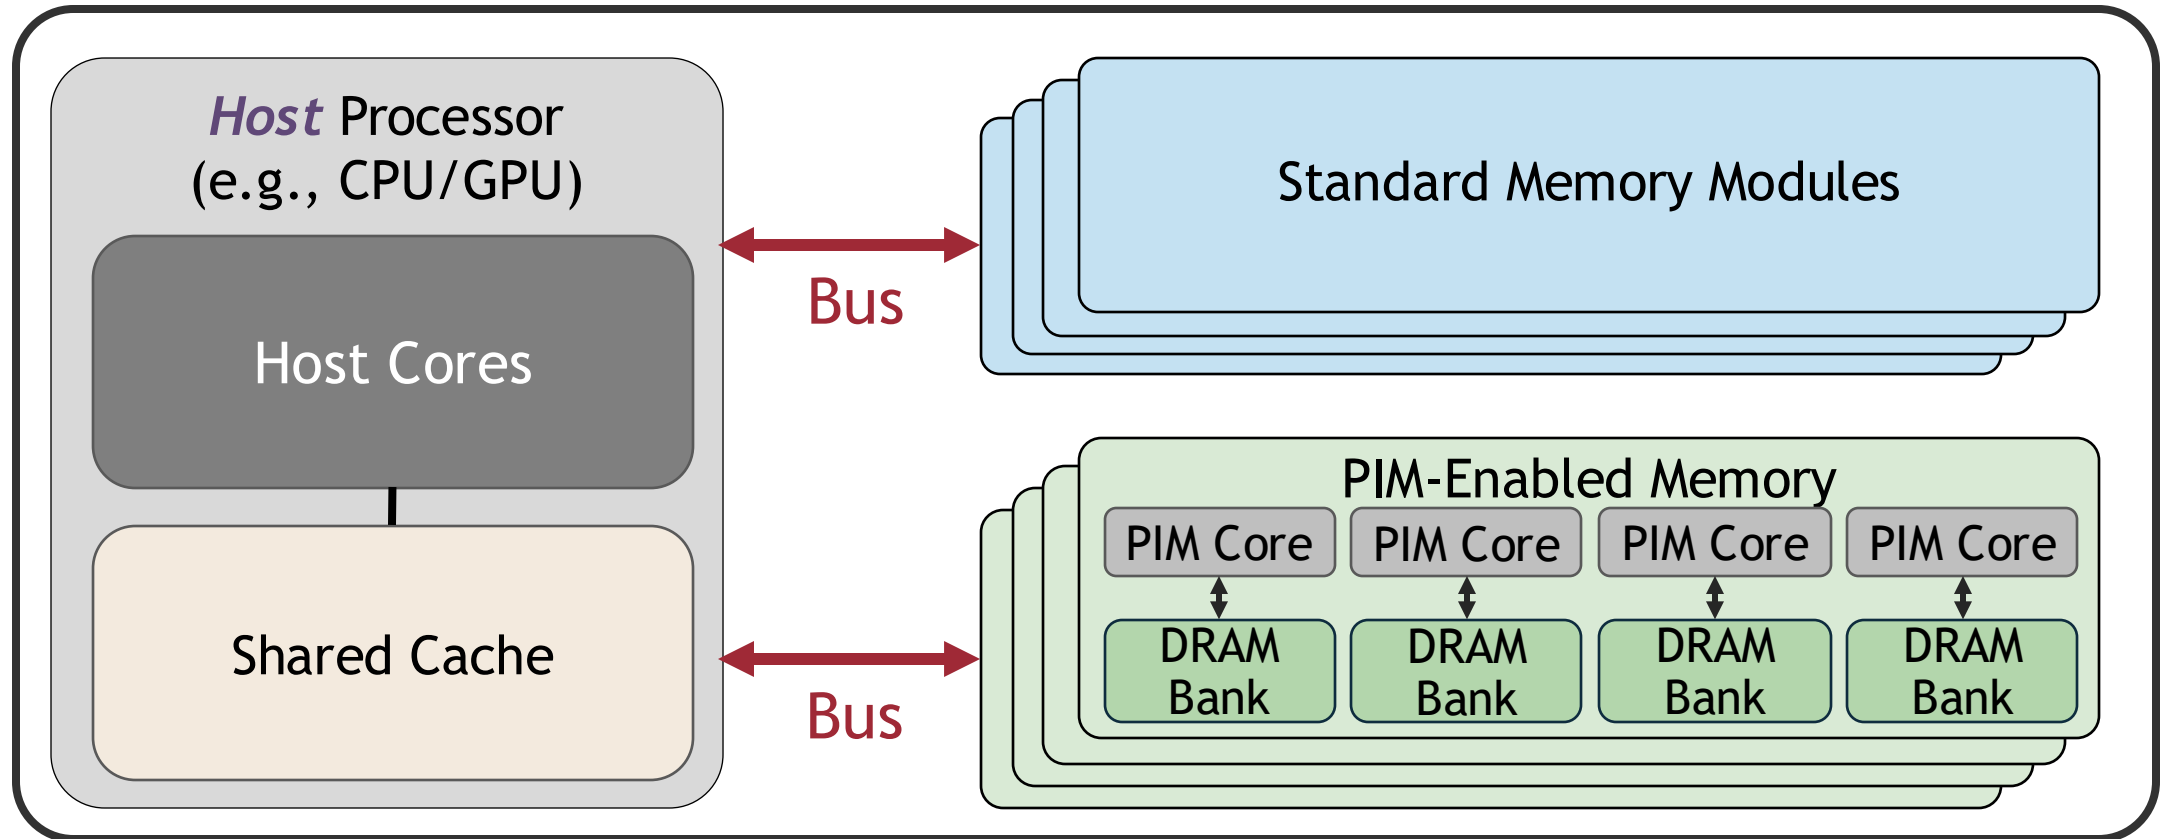 Host Processor
(e.g., CPU/GPU)
Host Cores
Shared Cache
Bus
Bus
Standard Memory Modules
PIM-Enabled Memory
PIM Core
PIM Core
PIM Core
PIM Core
DRAM
Bank
DRAM
Bank
DRAM
Bank
DRAM
Bank